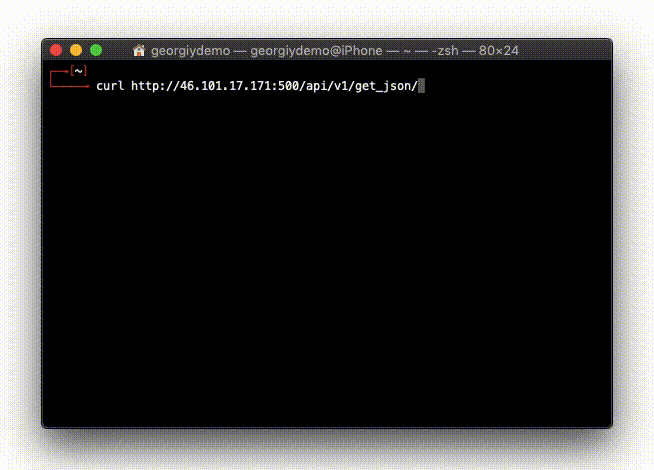 georgiydemo — georgiydemo@iPhone — ~ — -zsh — 80×24
[~]
curl http://46.101.17.171:500/api/v1/get_json/